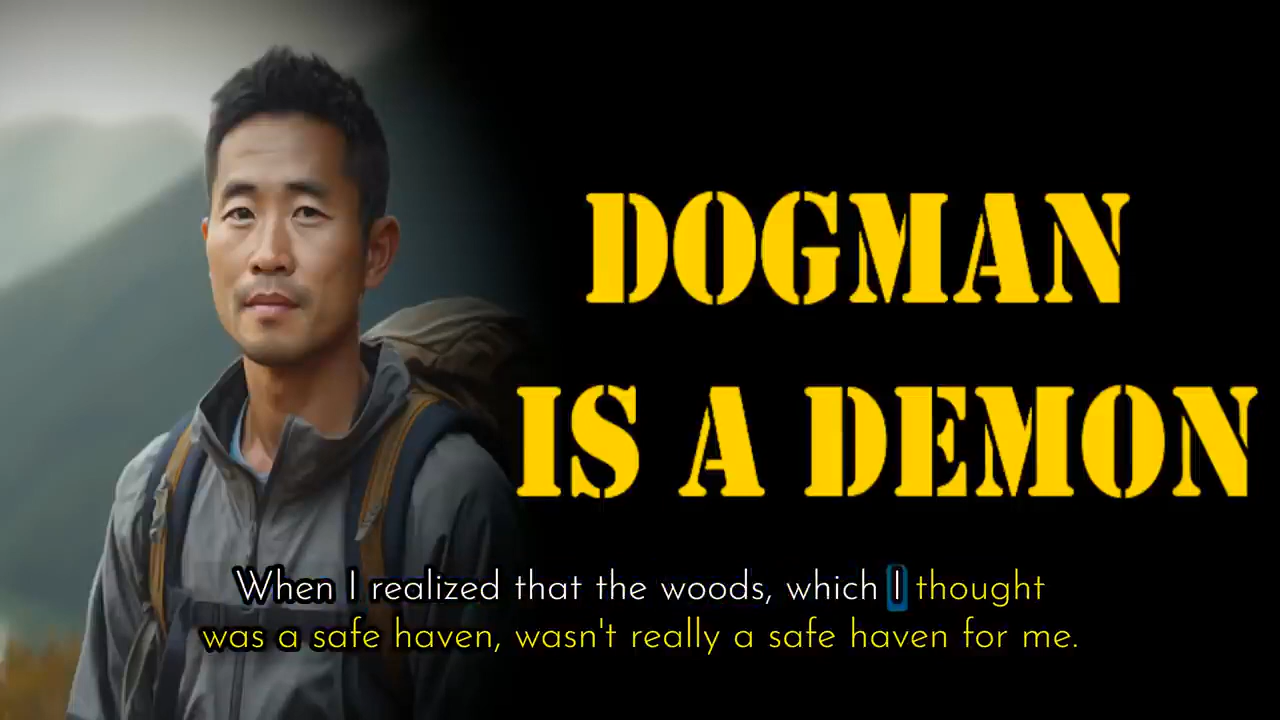 DOGMAN
IS A DEMON
When I realized that the woods, which I thought
was a safe haven, wasn't really a safe haven for me.